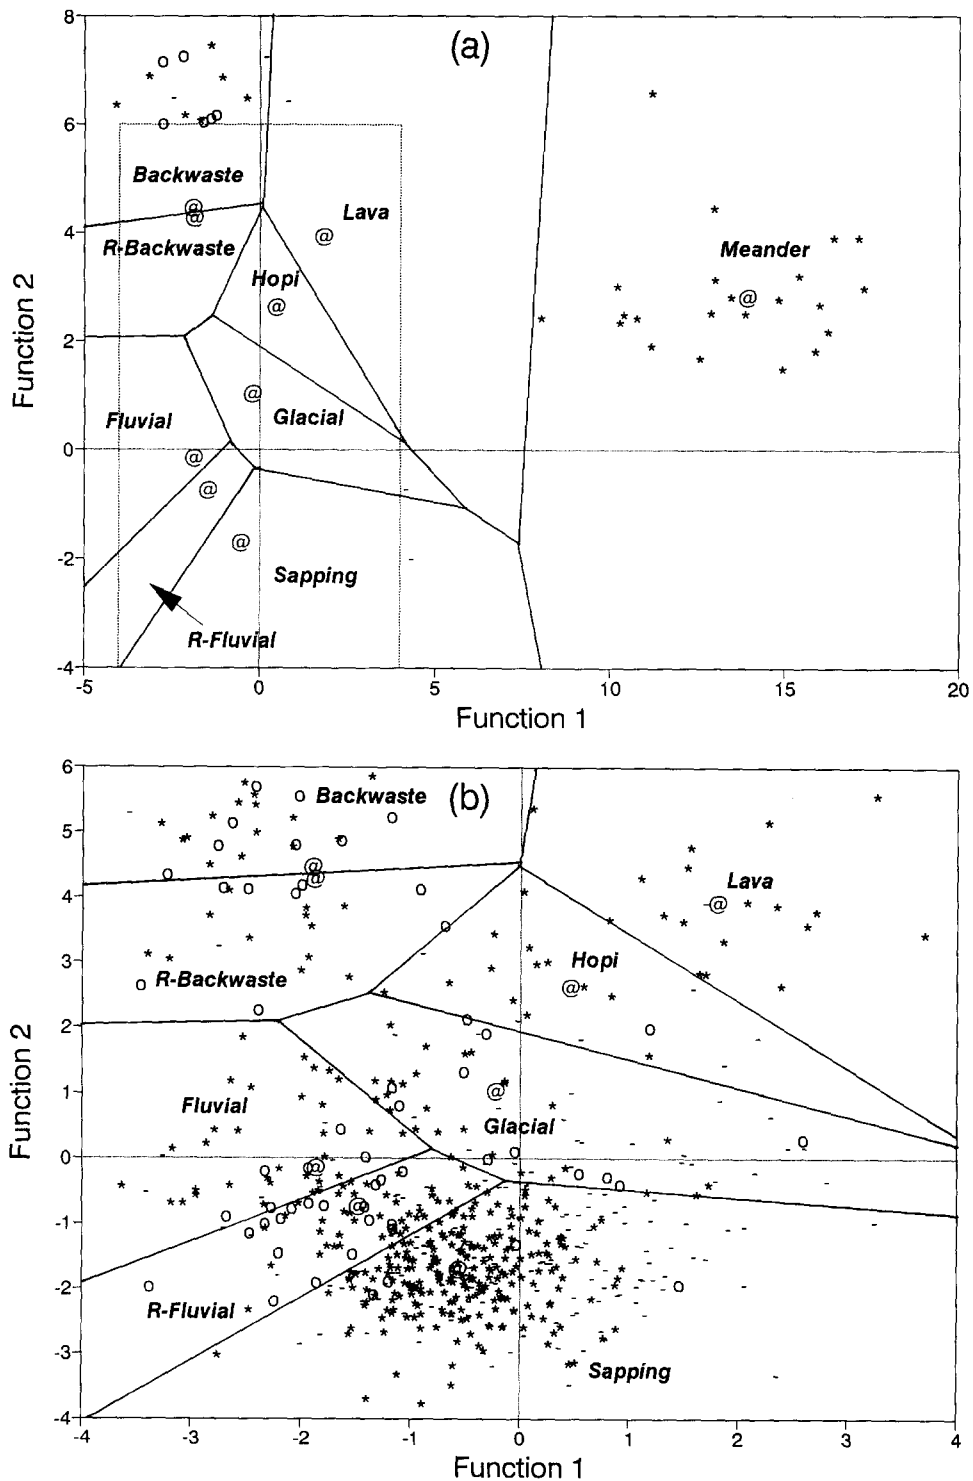 (a)
8
6
4
2
0
-2
-4
Function 2
Backwaste
R-Backwaste
Lava
Hopi
Meander
Fluvial
Glacial
Sapping
R-Fluvial
-5 0 5 10 15 20
Function 1
(b)
6
5
4
3
2
1
0
-1
-2
-3
-4
Function 2
Backwaste
Lava
R-Backwaste
Hopi
Fluvial
Glacial
R-Fluvial
Sapping
-4 -3 -2 -1 0 1 2 3 4
Function 1